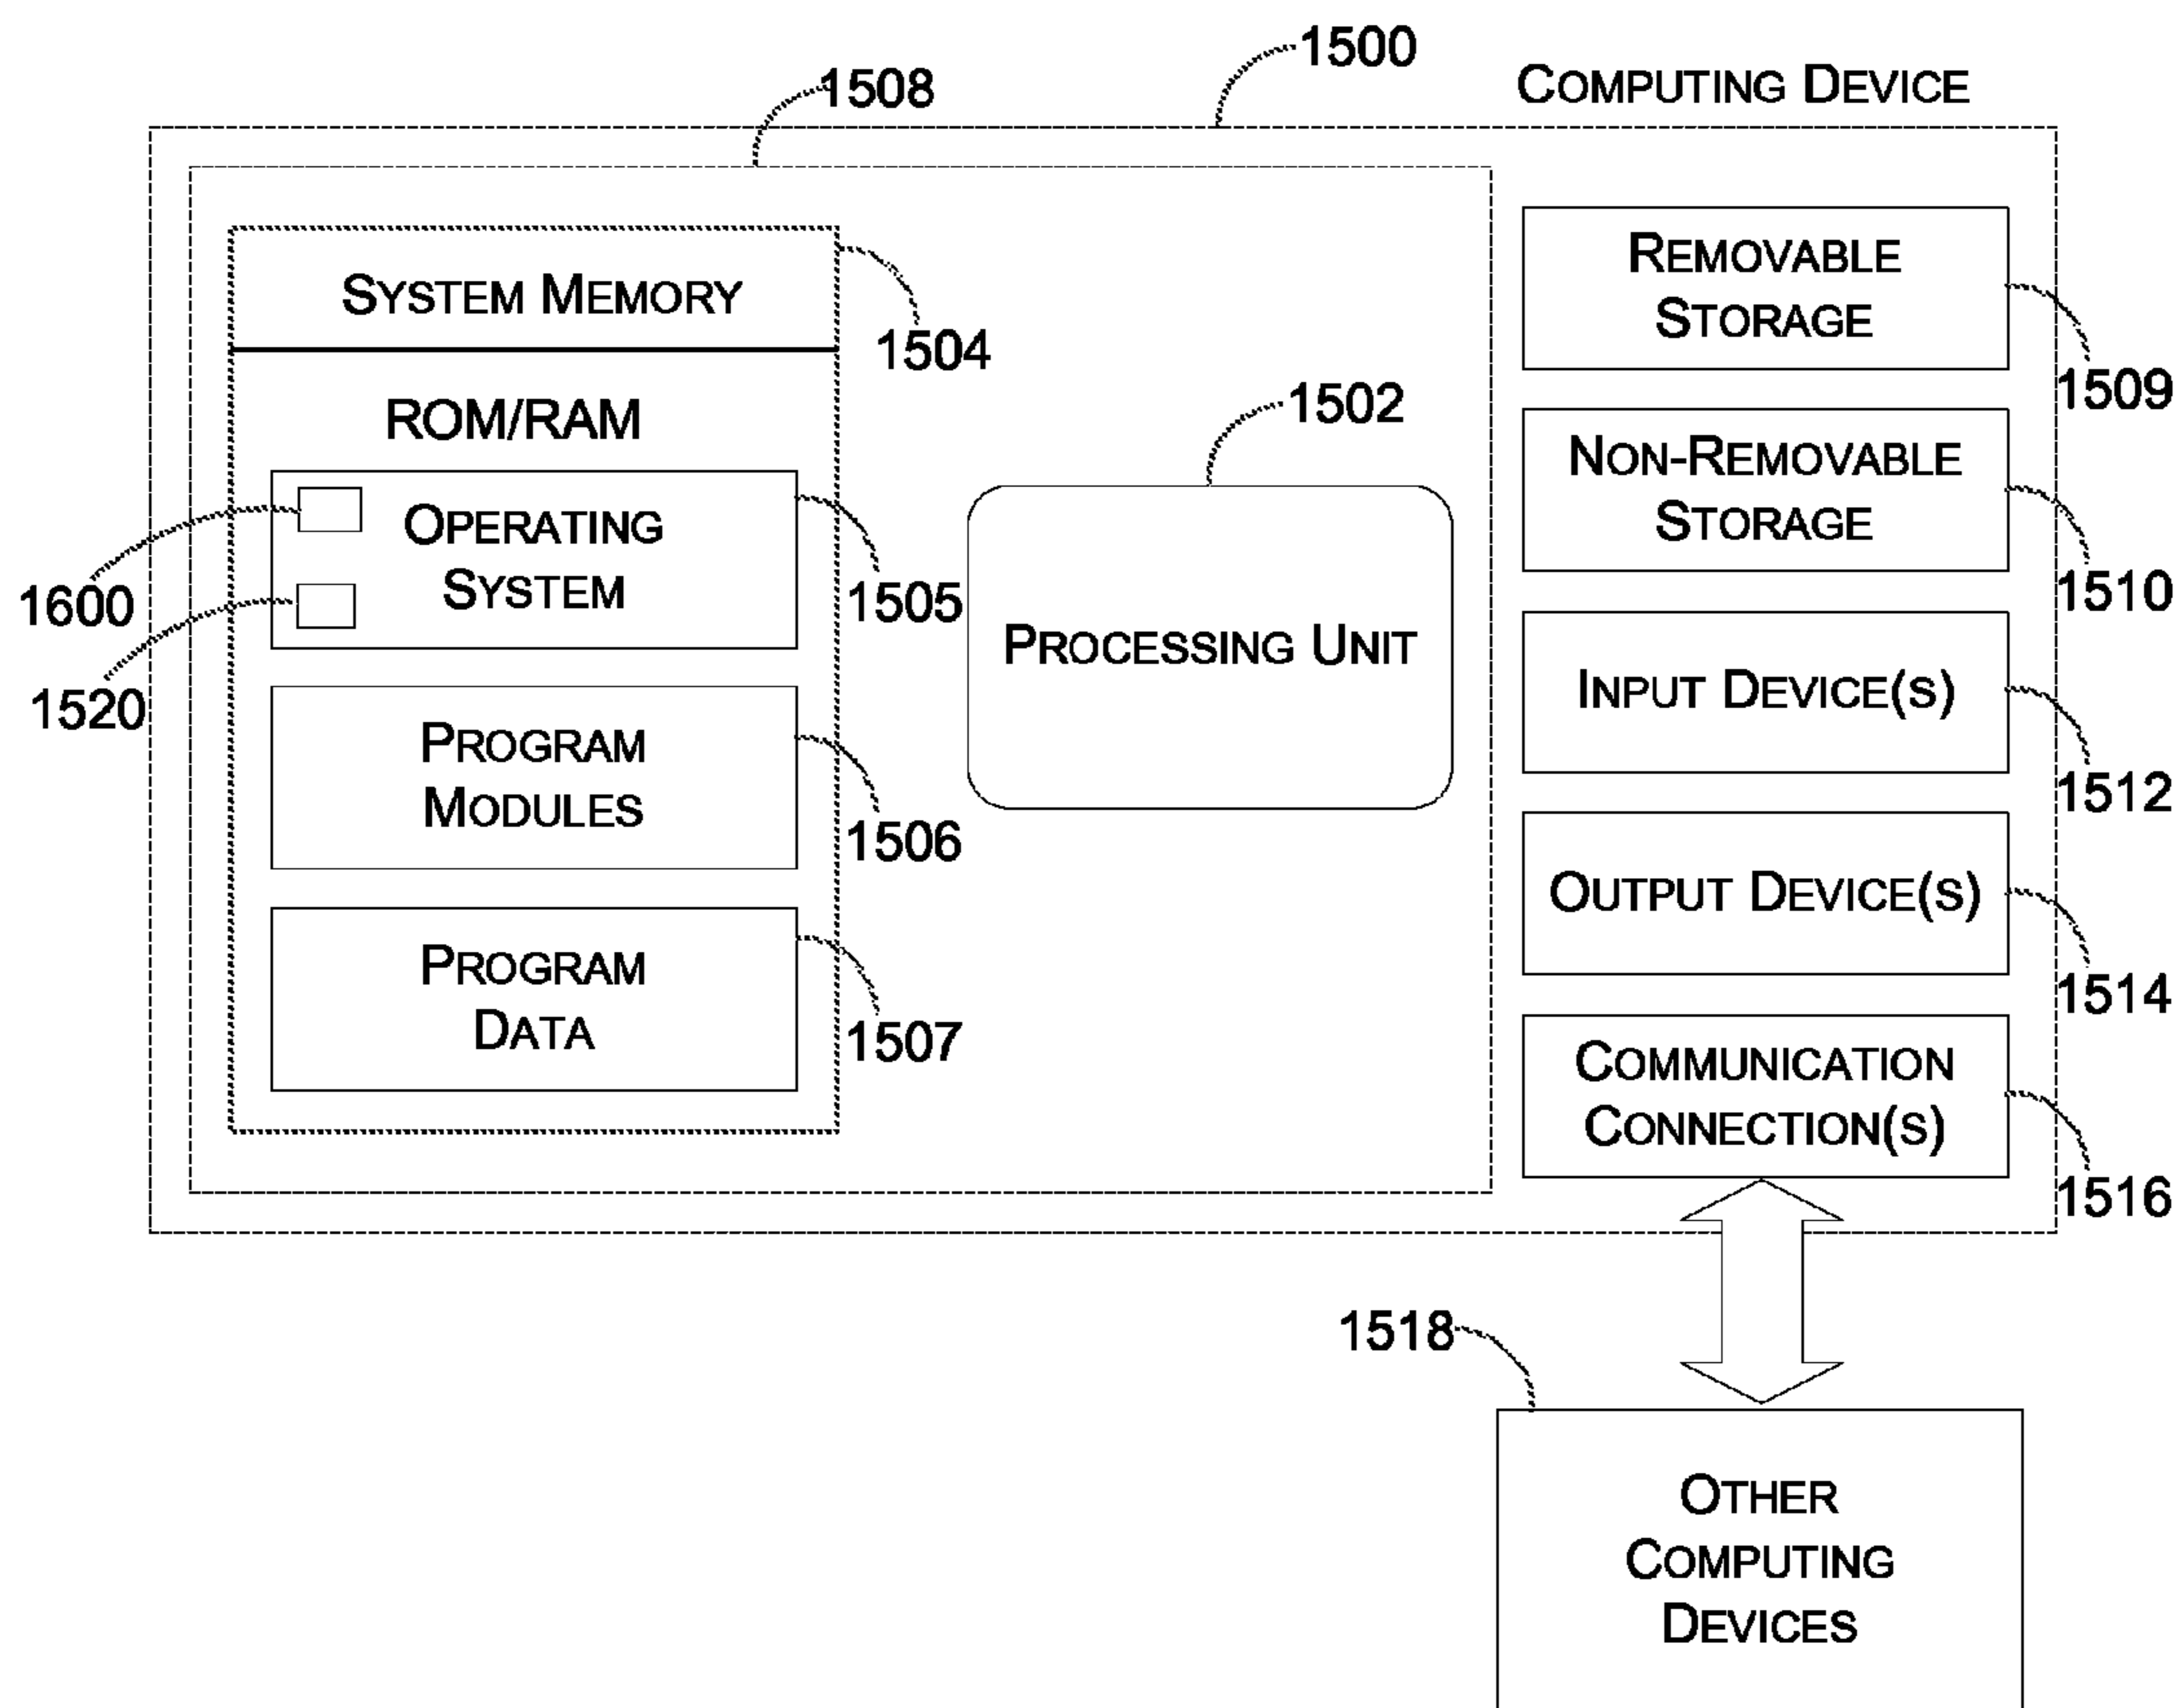 1500
COMPUTING DEVICE
1508
SYSTEM MEMORY
1504
ROM/RAM
OPERATING
SYSTEM
1600
1520
1505
PROGRAM
MODULES
1506
PROGRAM
DATA
1507
1502
PROCESSING UNIT
REMOVABLE
STORAGE
1509
NON-REMOVABLE
STORAGE
1510
INPUT DEVICE(S)
1512
OUTPUT DEVICE(S)
1514
COMMUNICATION
CONNECTION(S)
1516
1518
OTHER
COMPUTING
DEVICES